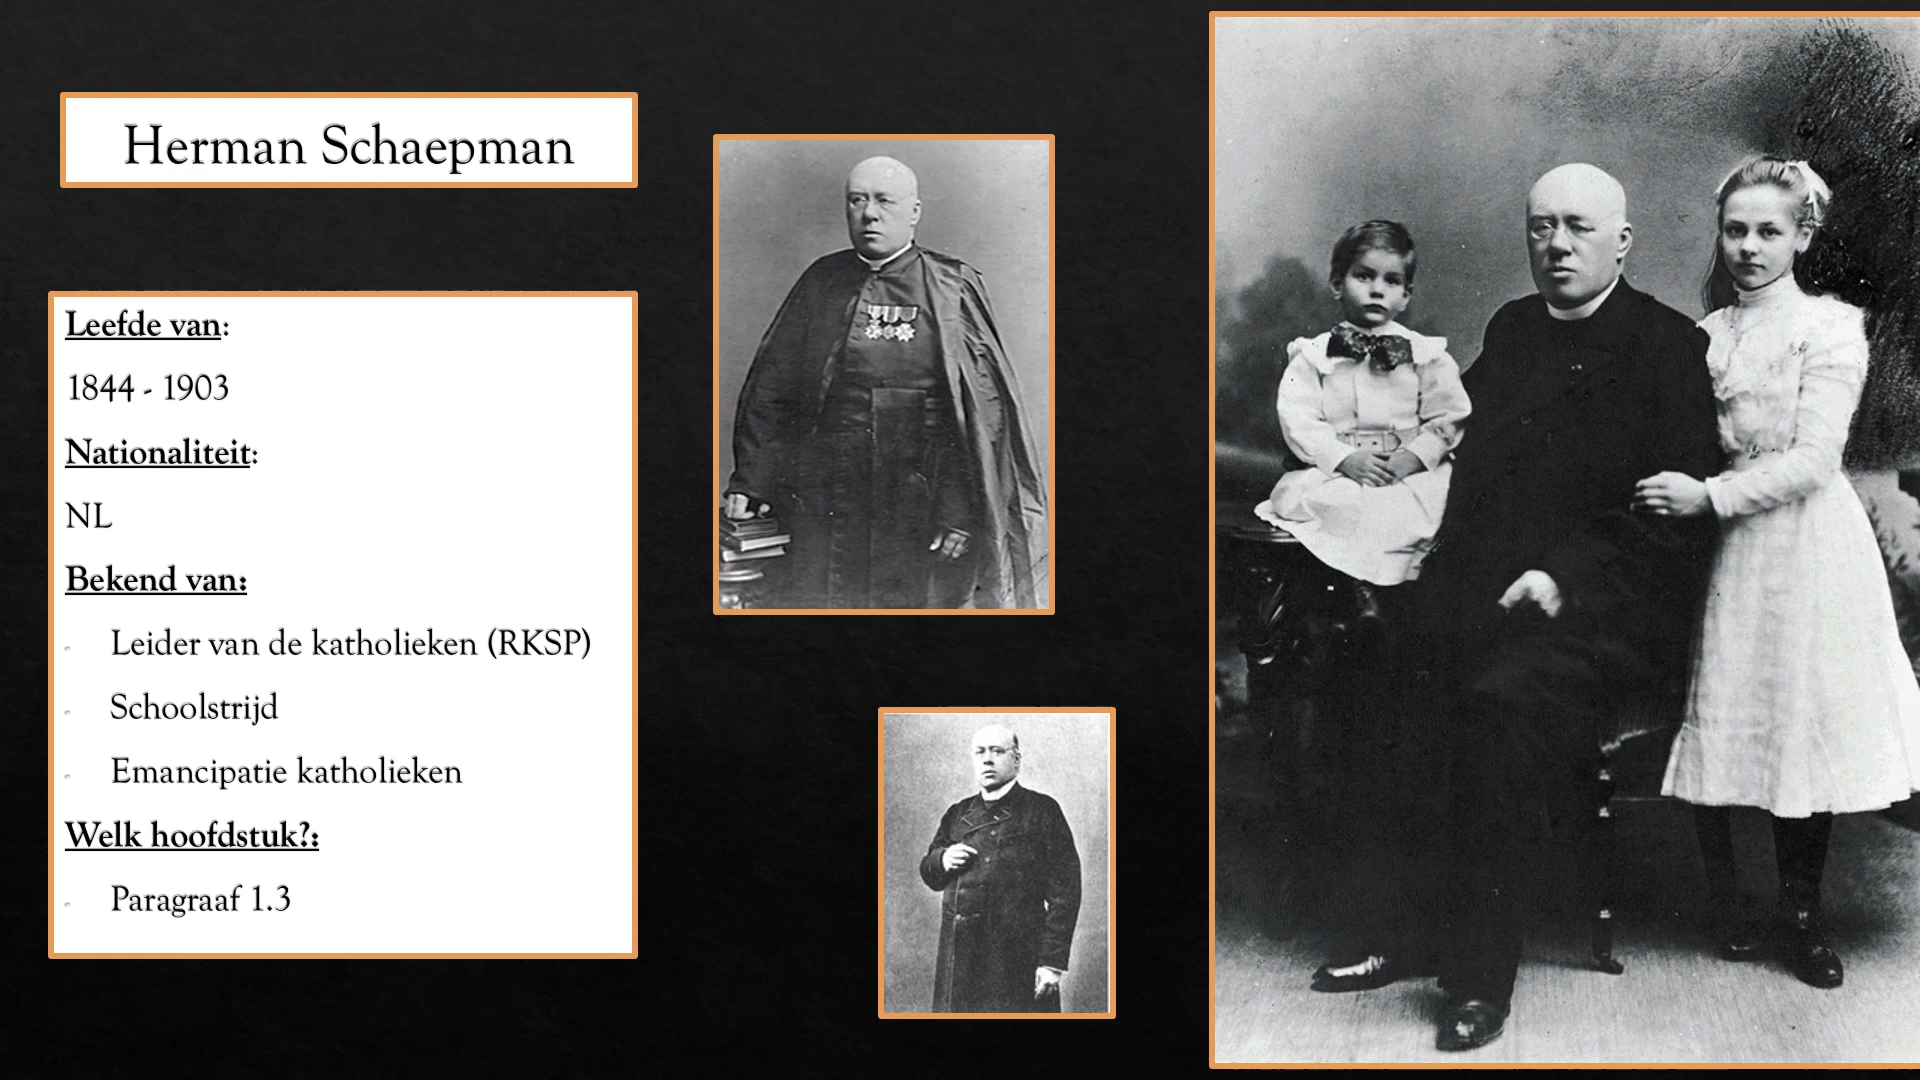 Herman Schaepman
Leefde van:
1844 - 1903
Nationaliteit:
NL
Bekend van:
- Leider van de katholieken (RKSP)
- Schoolstrijd
- Emancipatie katholieken
Welk hoofdstuk?:
- Paragraaf 1.3